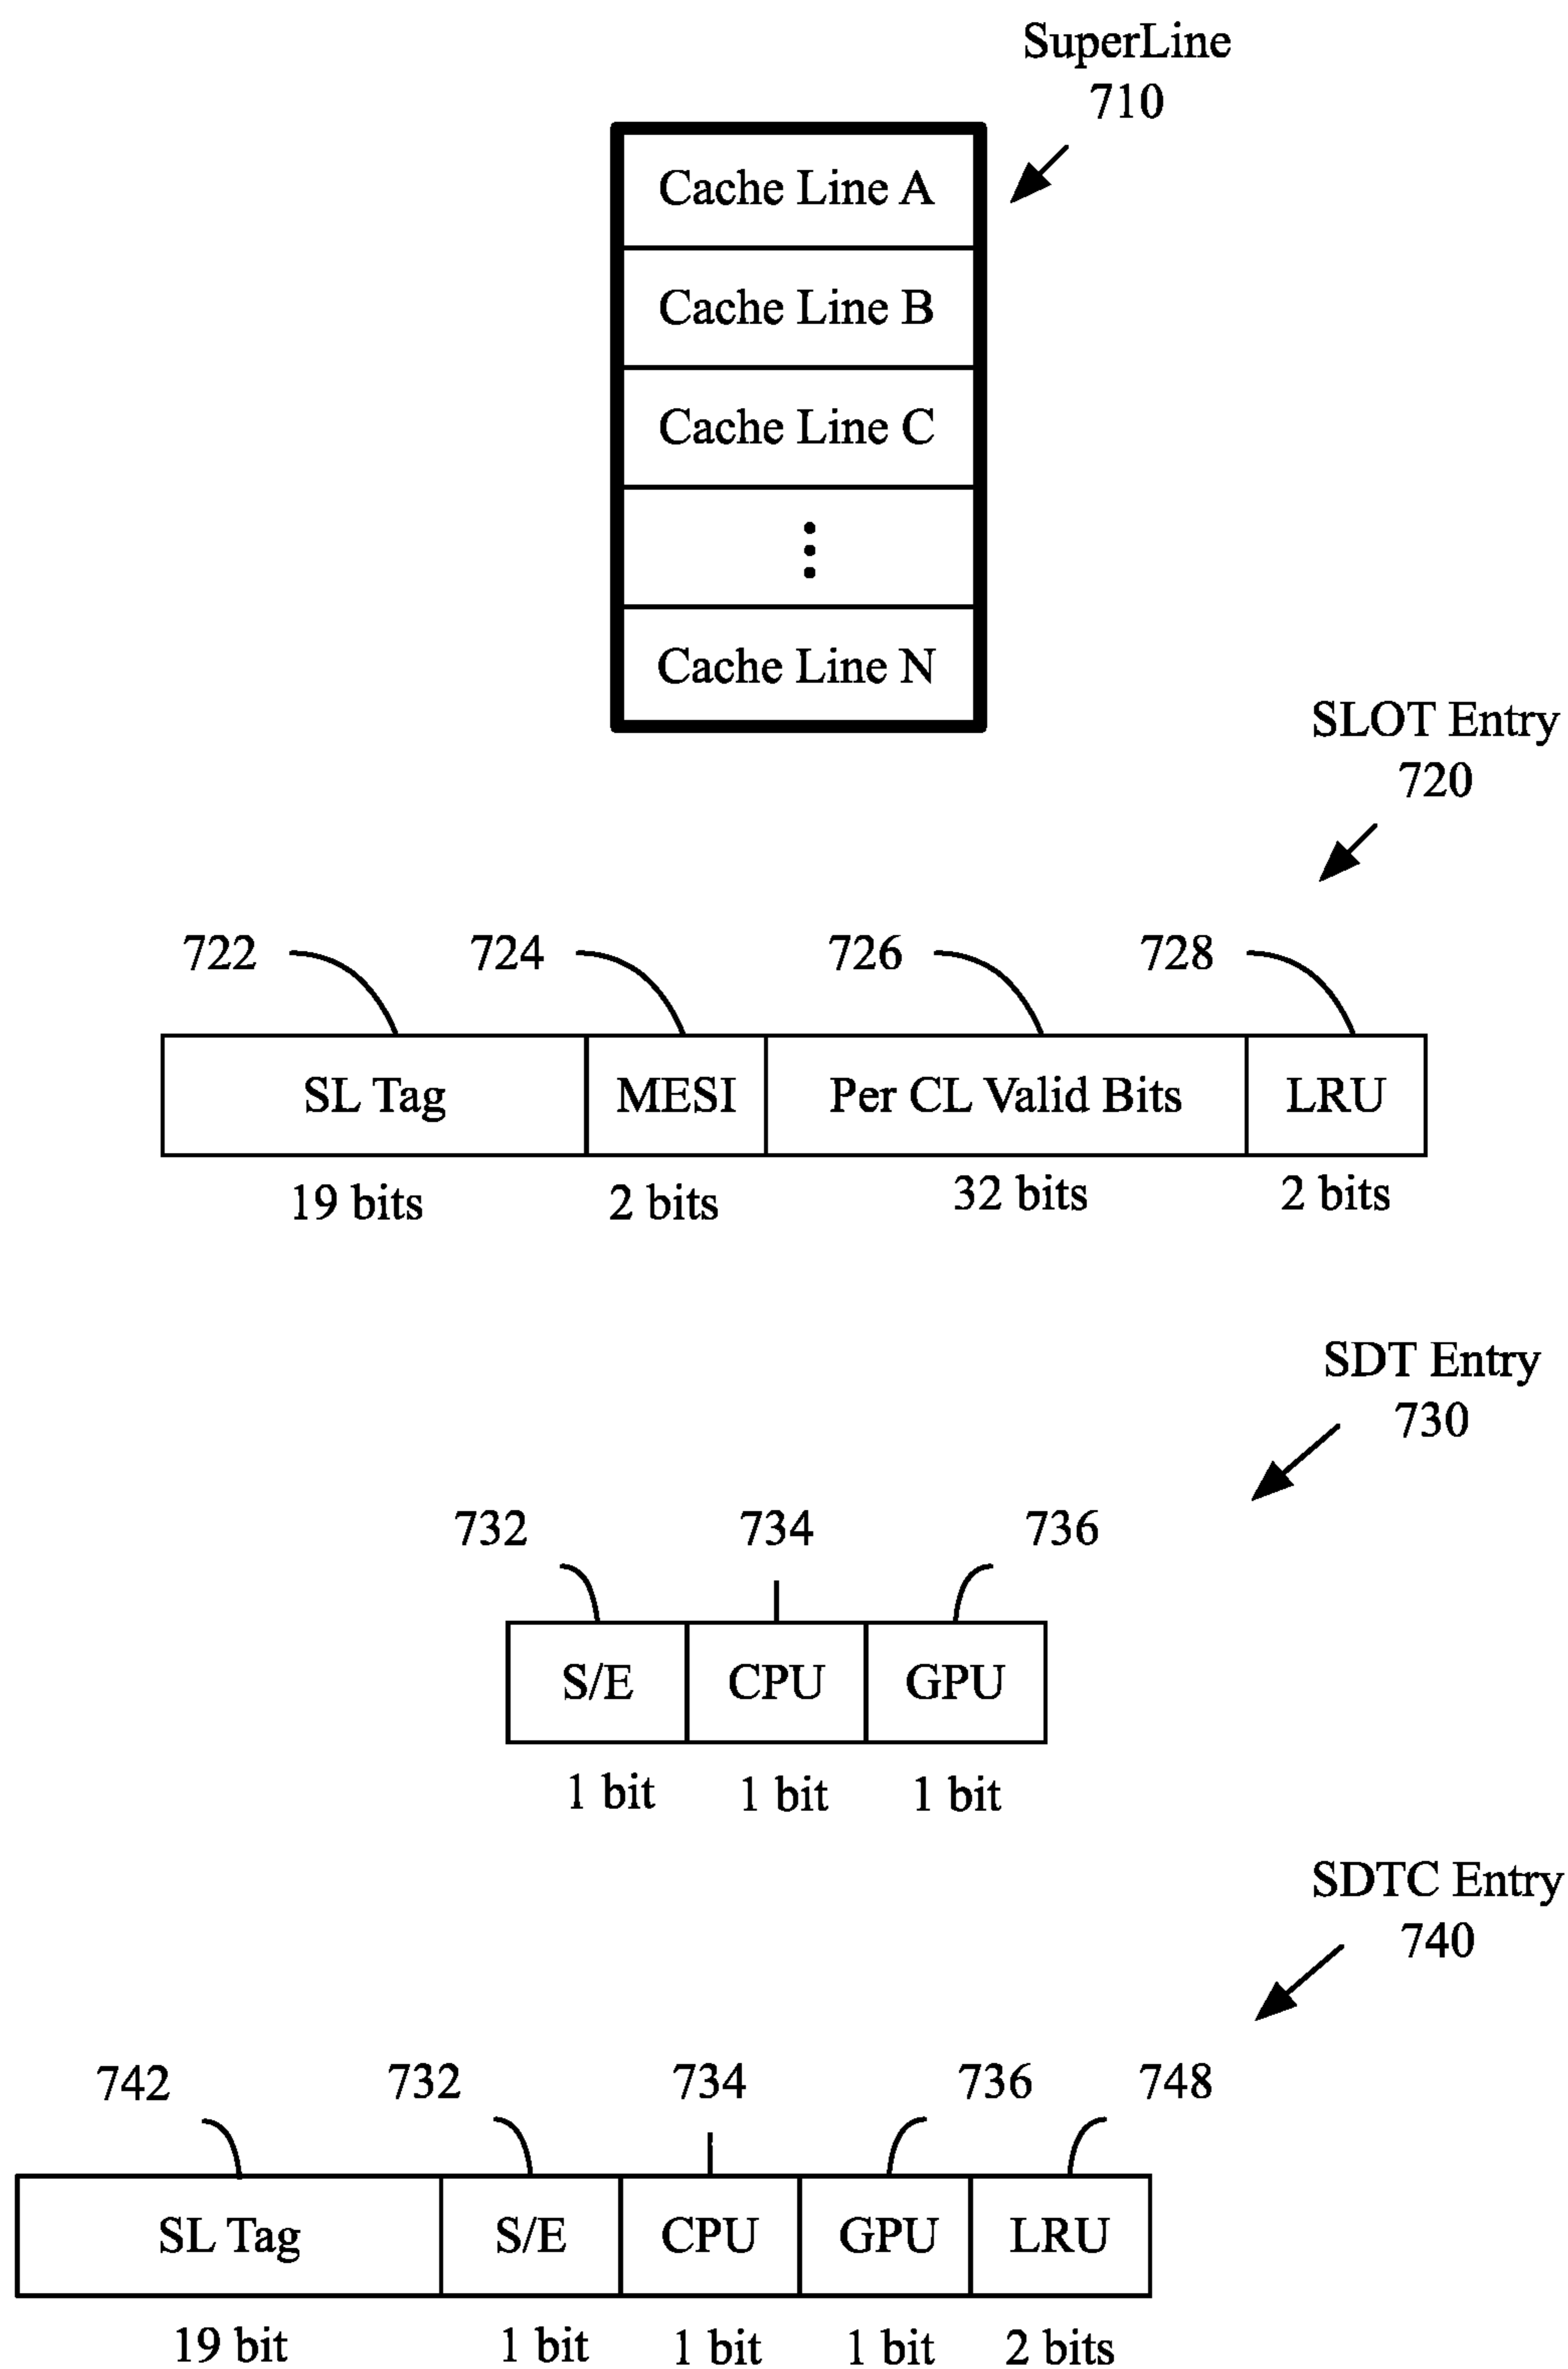 SuperLine
710
Cache Line A
Cache Line B
Cache Line C
Cache Line N
SLOT Entry
720
722 724 726 728
SL Tag MESI Per CL Valid Bits LRU
19 bits 2 bits 32 bits 2 bits
SDT Entry
730
732 734 736
S/E CPU GPU
1 bit 1 bit 1 bit
SDTC Entry
740
742 732 734 736 748
SL Tag S/E CPU GPU LRU
19 bit 1 bit 1 bit 1 bit 2 bits